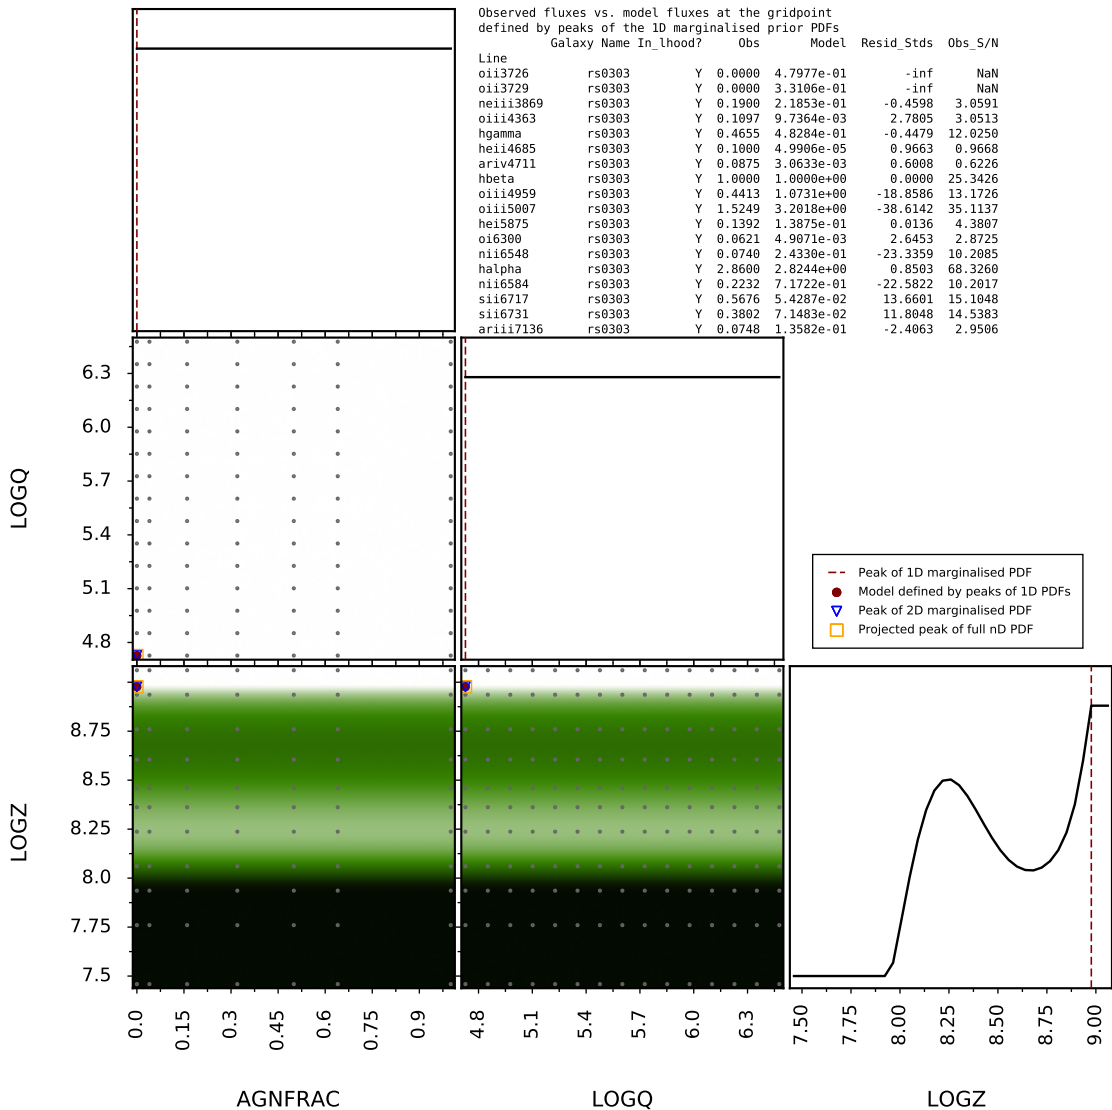 Observed fluxes vs. model fluxes at the gridpoint
defined by peaks of the 1D marginalised prior PDFs
Galaxy Name In_lhood? Obs Model Resid_Stds Obs_S/N
Line
oii3726 rs0303 Y 0.0000 4.7977e-01 -inf NaN
oii3729 rs0303 Y 0.0000 3.3106e-01 -inf NaN
neiii3869 rs0303 Y 0.1900 2.1853e-01 -0.4598 3.0591
oiii4363 rs0303 Y 0.1097 9.7364e-03 2.7805 3.0513
hgamma rs0303 Y 0.4655 4.8284e-01 -0.4479 12.0250
heii4685 rs0303 Y 0.1000 4.9906e-05 0.9663 0.9668
ariv4711 rs0303 Y 0.0875 3.0633e-03 0.6008 0.6226
hbeta rs0303 Y 1.0000 1.0000e+00 0.0000 25.3426
oiii4959 rs0303 Y 0.4413 1.0731e+00 -18.8586 13.1726
oiii5007 rs0303 Y 1.5249 3.2018e+00 -38.6142 35.1137
hei5875 rs0303 Y 0.1392 1.3875e-01 0.0136 4.3807
oi6300 rs0303 Y 0.0621 4.9071e-03 2.6453 2.8725
nii6548 rs0303 Y 0.0740 2.4330e-01 -23.3359 10.2085
halpha rs0303 Y 2.8600 2.8244e+00 0.8503 68.3260
nii6584 rs0303 Y 0.2232 7.1722e-01 -22.5822 10.2017
sii6717 rs0303 Y 0.5676 5.4287e-02 13.6601 15.1048
sii6731 rs0303 Y 0.3802 7.1483e-02 11.8048 14.5383
ariii7136 rs0303 Y 0.0748 1.3582e-01 -2.4063 2.9506
6.3
6.0
5.7
5.4
5.1
4.8
LOGQ
Peak of 1D marginalised PDF
Model defined by peaks of 1D PDFs
Peak of 2D marginalised PDF
Projected peak of full nD PDF
8.75
8.5
8.25
8.0
7.75
7.5
LOGZ
0.0 0.15 0.3 0.45 0.6 0.75 0.9
4.8 5.1 5.4 5.7 6.0 6.3
7.50 7.75 8.00 8.25 8.50 8.75 9.00
AGNFRAC LOGQ LOGZ